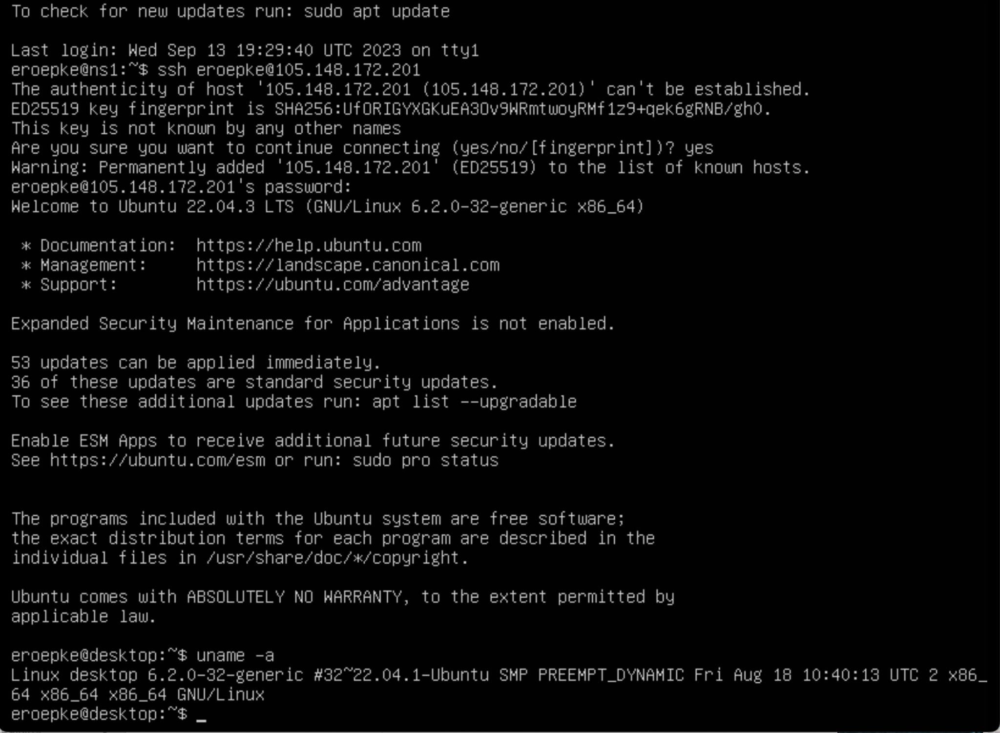 To check for new updates run: sudo apt update
Last login: Wed Sep 13 19:29:40 UTC 2023 on tty1
eroepke@ns1:~$ ssh eroepke@105.148.172.201
The authenticity of host '105.148.172.201 (105.148.172.201)' can't be established.
ED25519 key fingerprint is SHA256:UfORIGYXGKuEA3Ov9WRmtwoyRMf1z9+qek6gRNB/gh0.
This key is not known by any other names
Are you sure you want to continue connecting (yes/no/[fingerprint])? yes
Warning: Permanently added '105.148.172.201' (ED25519) to the list of known hosts.
eroepke@105.148.172.201's password:
Welcome to Ubuntu 22.04.3 LTS (GNU/Linux 6.2.0-32-generic x86_64)
* Documentation:  https://help.ubuntu.com
* Management:     https://landscape.canonical.com
* Support:        https://ubuntu.com/advantage
Expanded Security Maintenance for Applications is not enabled.
53 updates can be applied immediately.
36 of these updates are standard security updates.
To see these additional updates run: apt list --upgradable
Enable ESM Apps to receive additional future security updates.
See https://ubuntu.com/esm or run: sudo pro status
The programs included with the Ubuntu system are free software;
the exact distribution terms for each program are described in the
individual files in /usr/share/doc/*/copyright.
Ubuntu comes with ABSOLUTELY NO WARRANTY, to the extent permitted by
applicable law.
eroepke@desktop:~$ uname -a
Linux desktop 6.2.0-32-generic #32~22.04.1-Ubuntu SMP PREEMPT_DYNAMIC Fri Aug 18 10:40:13 UTC 2 x86_
64 x86_64 x86_64 GNU/Linux
eroepke@desktop:~$ _